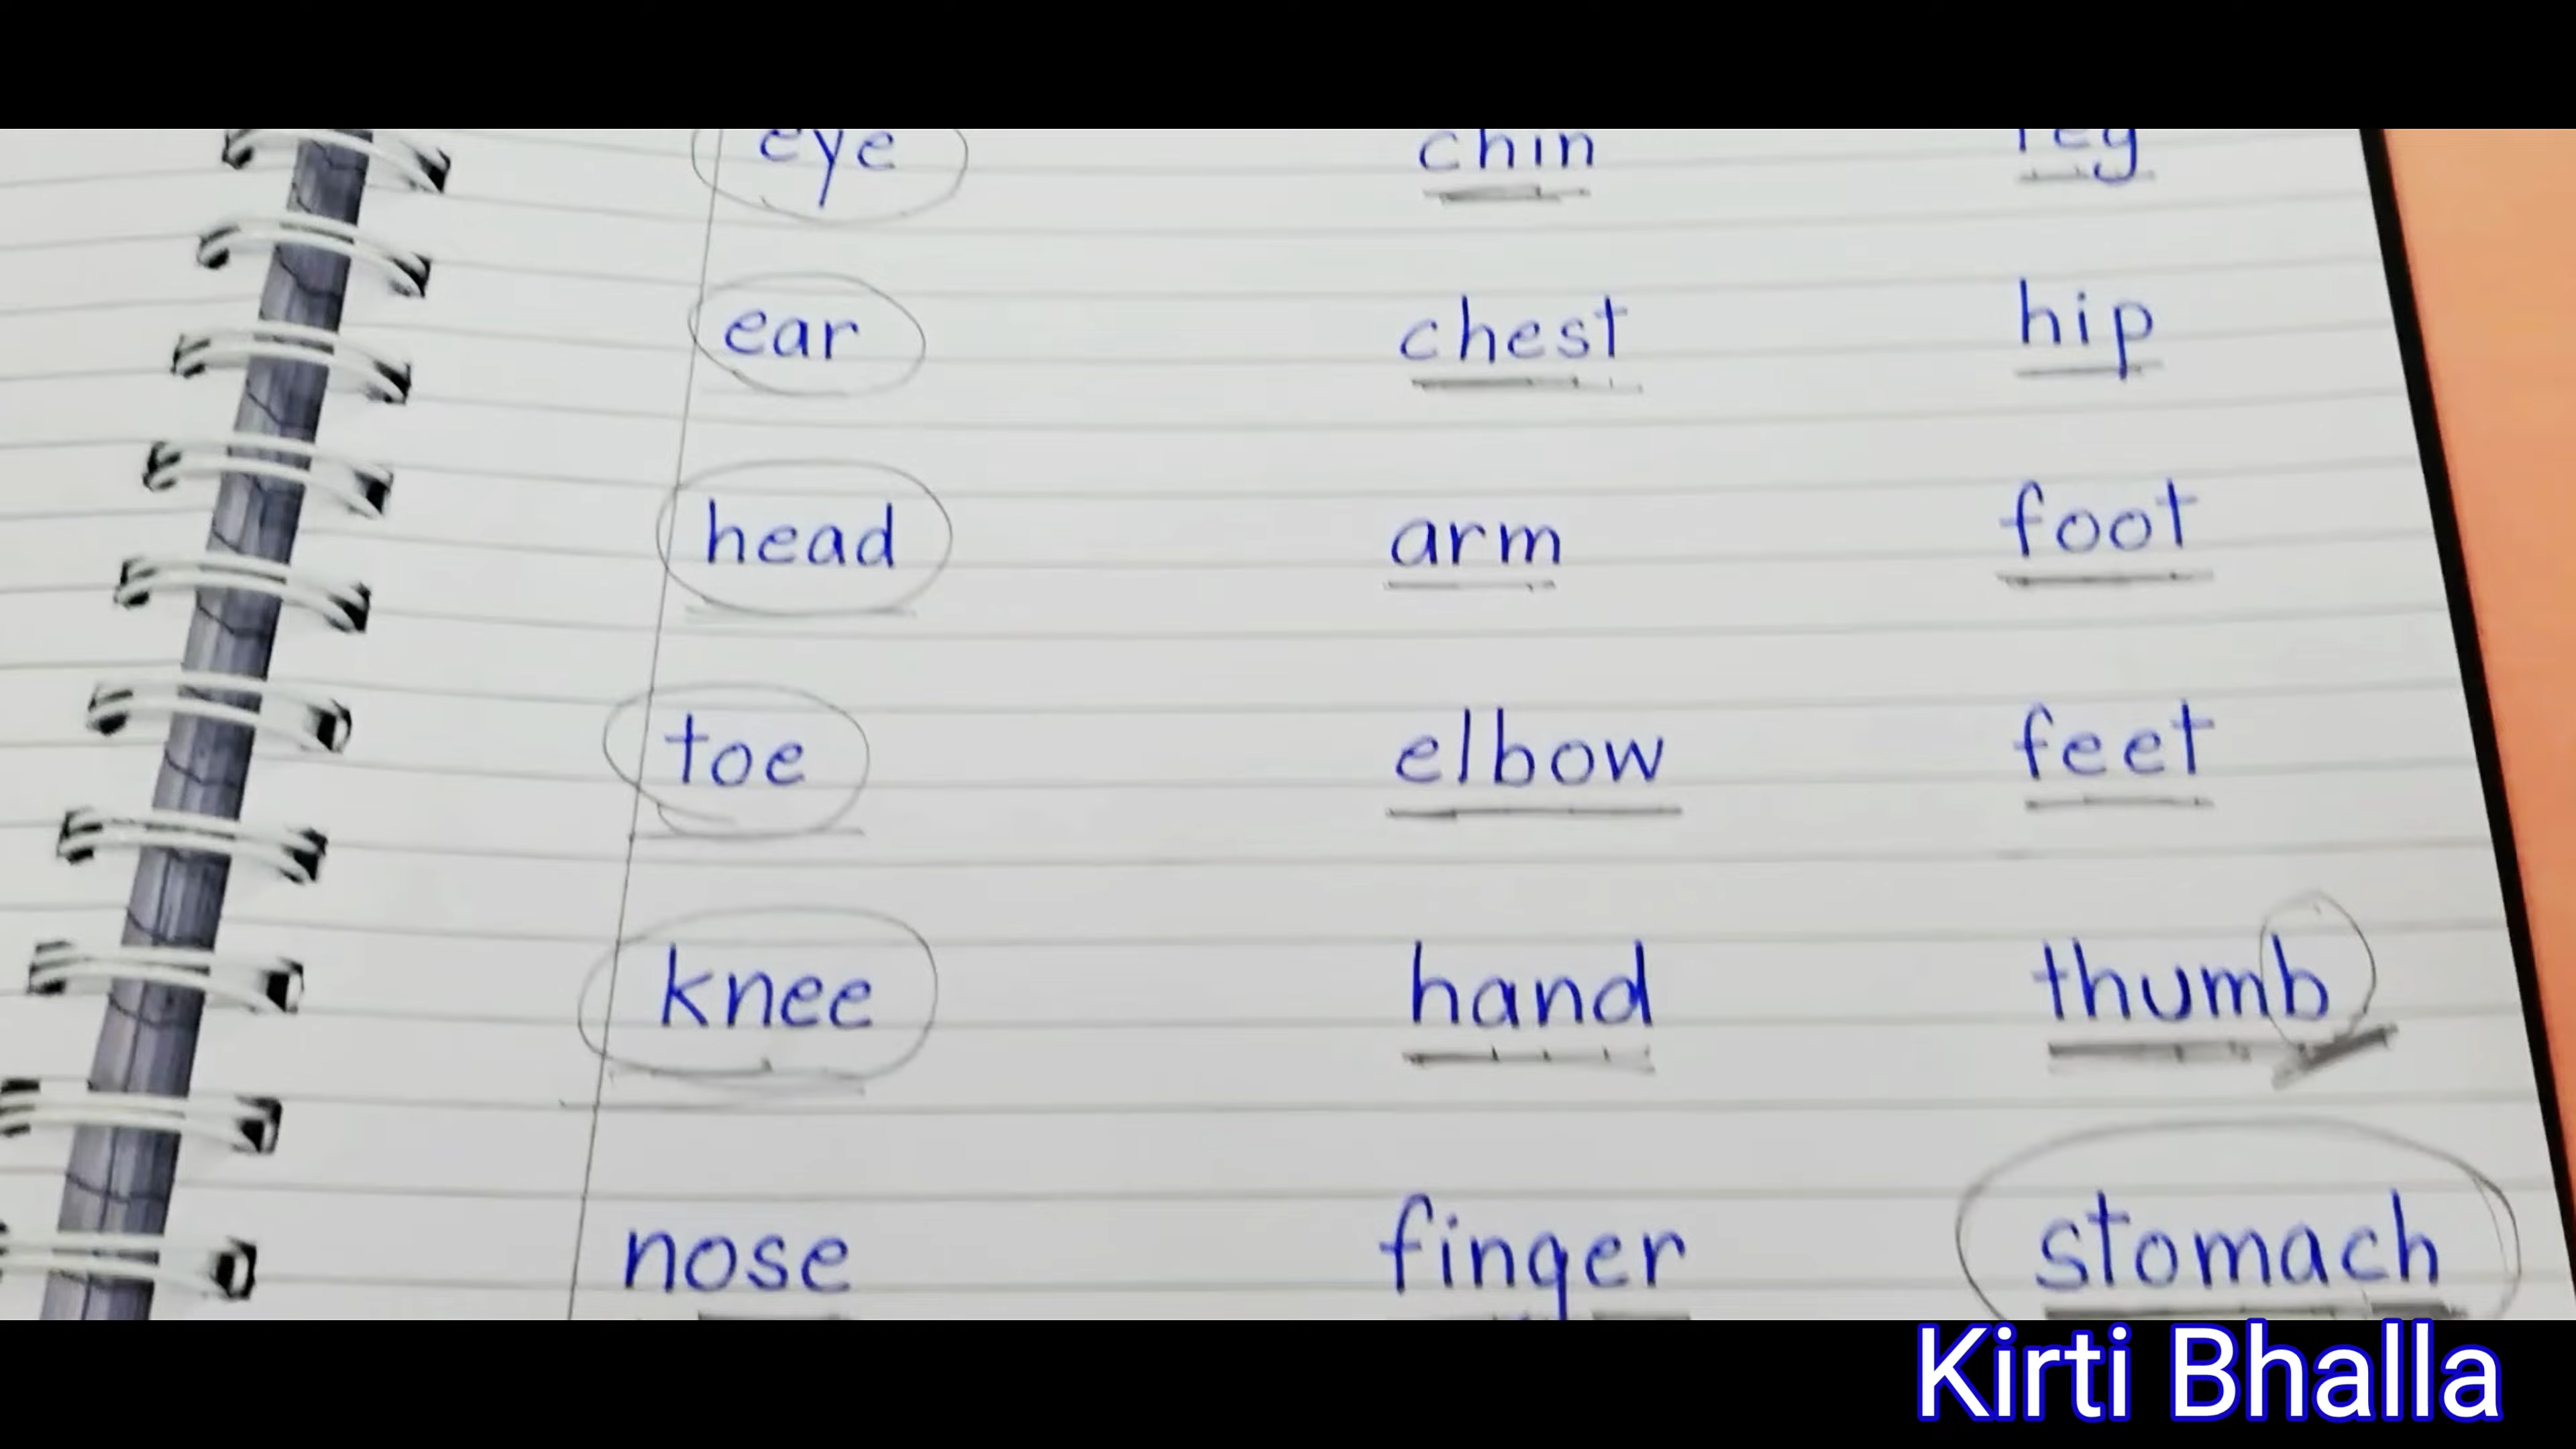 eye chin leg
ear chest hip
head arm foot
toe elbow feet
knee hand thumb
nose finger stomach
Kirti Bhalla